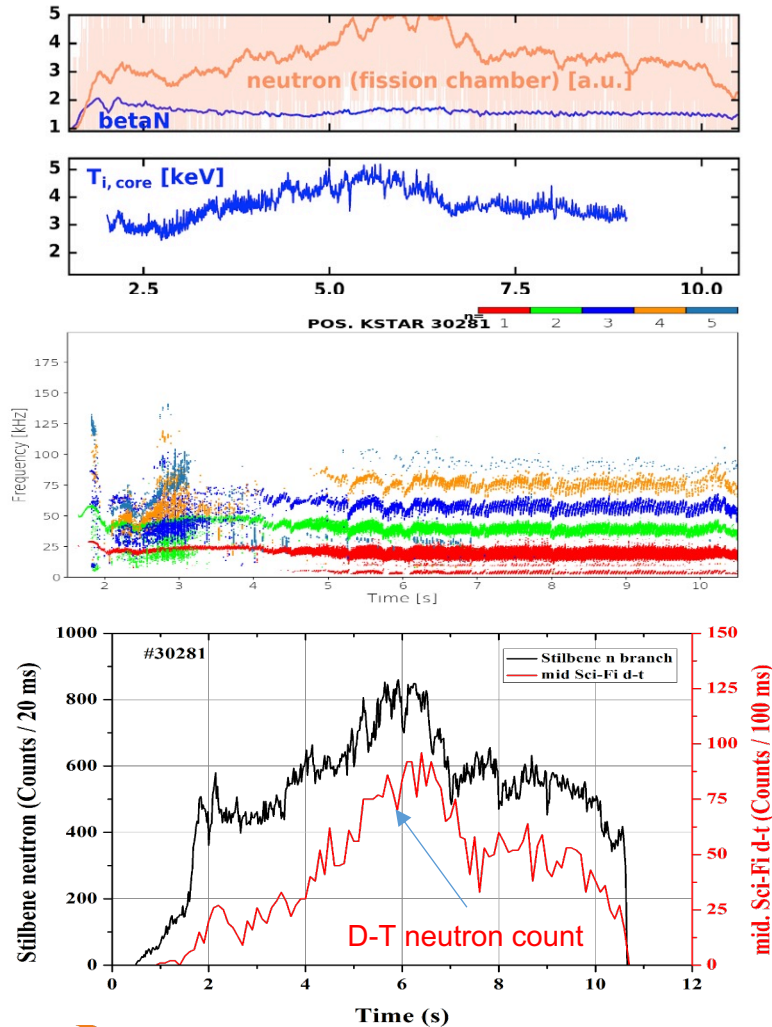 5
4
3
2
1
neutron (fission chamber) [a.u.]
betaN
5
4
3
2
T i, core [keV]
2.5 5.0 7.5 10.0
POS. KSTAR 30281 n= 1 2 3 4 5
175
150
125
100
75
50
25
0
Frequency [kHz]
2 3 4 5 6 7 8 9 10
Time [s]
1000
800
600
400
200
0
Stilbene neutron (Counts / 20 ms)
#30281
Stilbene n branch
mid Sci-Fi d-t
150
125
100
75
50
25
0
mid. Sci-Fi d-t (Counts / 100 ms)
D-T neutron count
0 2 4 6 8 10 12
Time (s)